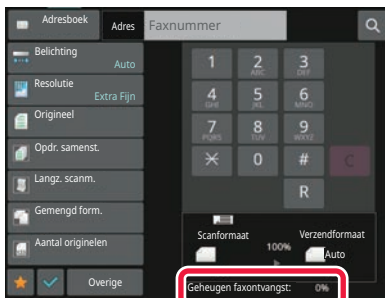 Adresboek
Adres
Faxnummer
Belichting
Auto
Resolutie
Extra Fijn
Origineel
Opdr. samenst.
Langz. scanm.
Gemengd form.
Aantal originelen
Overige
1 2 3
ABC DEF
4 5 6
GHI JKL MNO
7 8 9
PQRS TUV WXYZ
0 # C
R
Scanformaat
100%
Verzendformaat
Auto
Geheugen faxontvangst: 0%